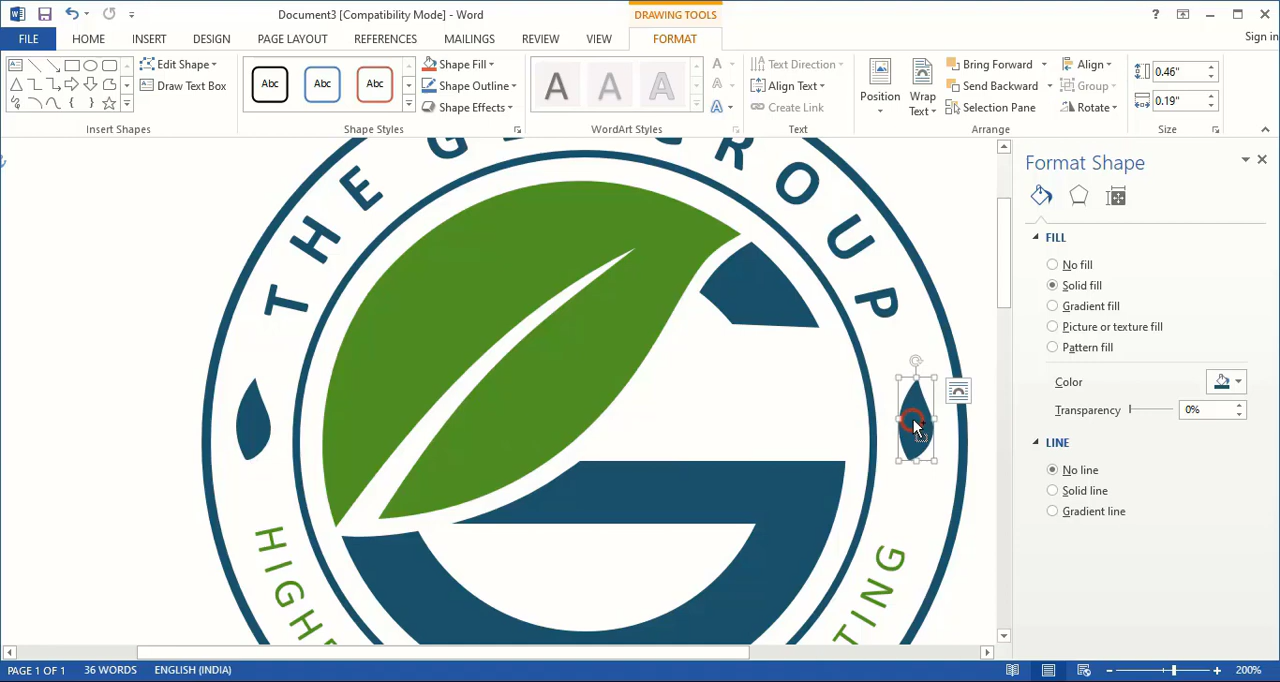 Document3 [Compatibility Mode] - Word
DRAWING TOOLS
?
FILE
HOME
INSERT
DESIGN
PAGE LAYOUT
REFERENCES
MAILINGS
REVIEW
VIEW
FORMAT
Sign in
Edit Shape
Draw Text Box
Insert Shapes
Abc
Abc
Abc
Shape Fill
Shape Outline
Shape Effects
Shape Styles
A
A
A
A
A
A
WordArt Styles
Text Direction
Align Text
Create Link
Text
Position
Wrap
Text
Bring Forward
Send Backward
Selection Pane
Align
Group
Rotate
Arrange
0.46"
0.19"
Size
THE G
GROUP
HIGH
TING
Format Shape
FILL
No fill
Solid fill
Gradient fill
Picture or texture fill
Pattern fill
Color
Transparency
0%
LINE
No line
Solid line
Gradient line
PAGE 1 OF 1
36 WORDS
ENGLISH (INDIA)
200%